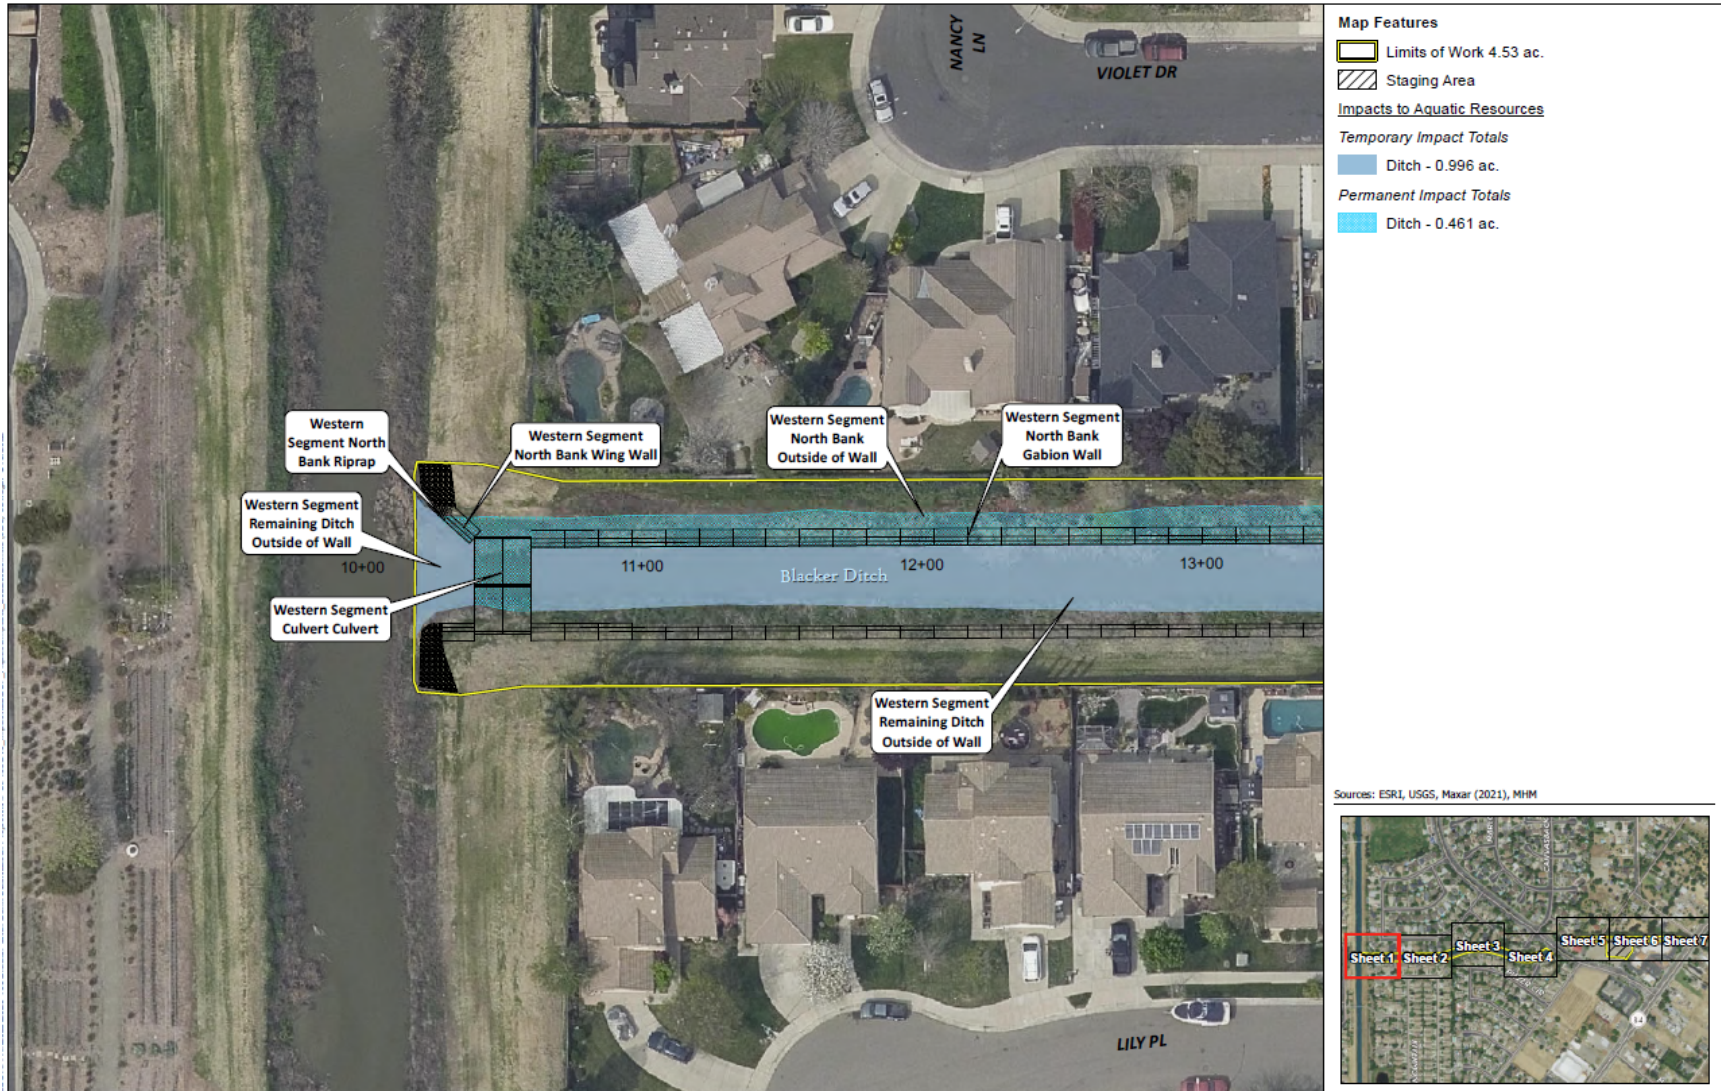 NANCY
LN
VIOLET DR
Western
Segment North
Bank Riprap
Western Segment
North Bank Wing Wall
Western Segment
North Bank
Outside of Wall
Western Segment
North Bank
Gabion Wall
Western Segment
Remaining Ditch
Outside of Wall
10+00
11+00
Blacker Ditch
12+00
13+00
Western Segment
Culvert Culvert
Western Segment
Remaining Ditch
Outside of Wall
LILY PL
Map Features
Limits of Work 4.53 ac.
Staging Area
Impacts to Aquatic Resources
Temporary Impact Totals
Ditch - 0.996 ac.
Permanent Impact Totals
Ditch - 0.461 ac.
Sources: ESRI, USGS, Maxar (2021), MHM
Sheet 1
Sheet 2
Sheet 3
Sheet 4
Sheet 5
Sheet 6
Sheet 7